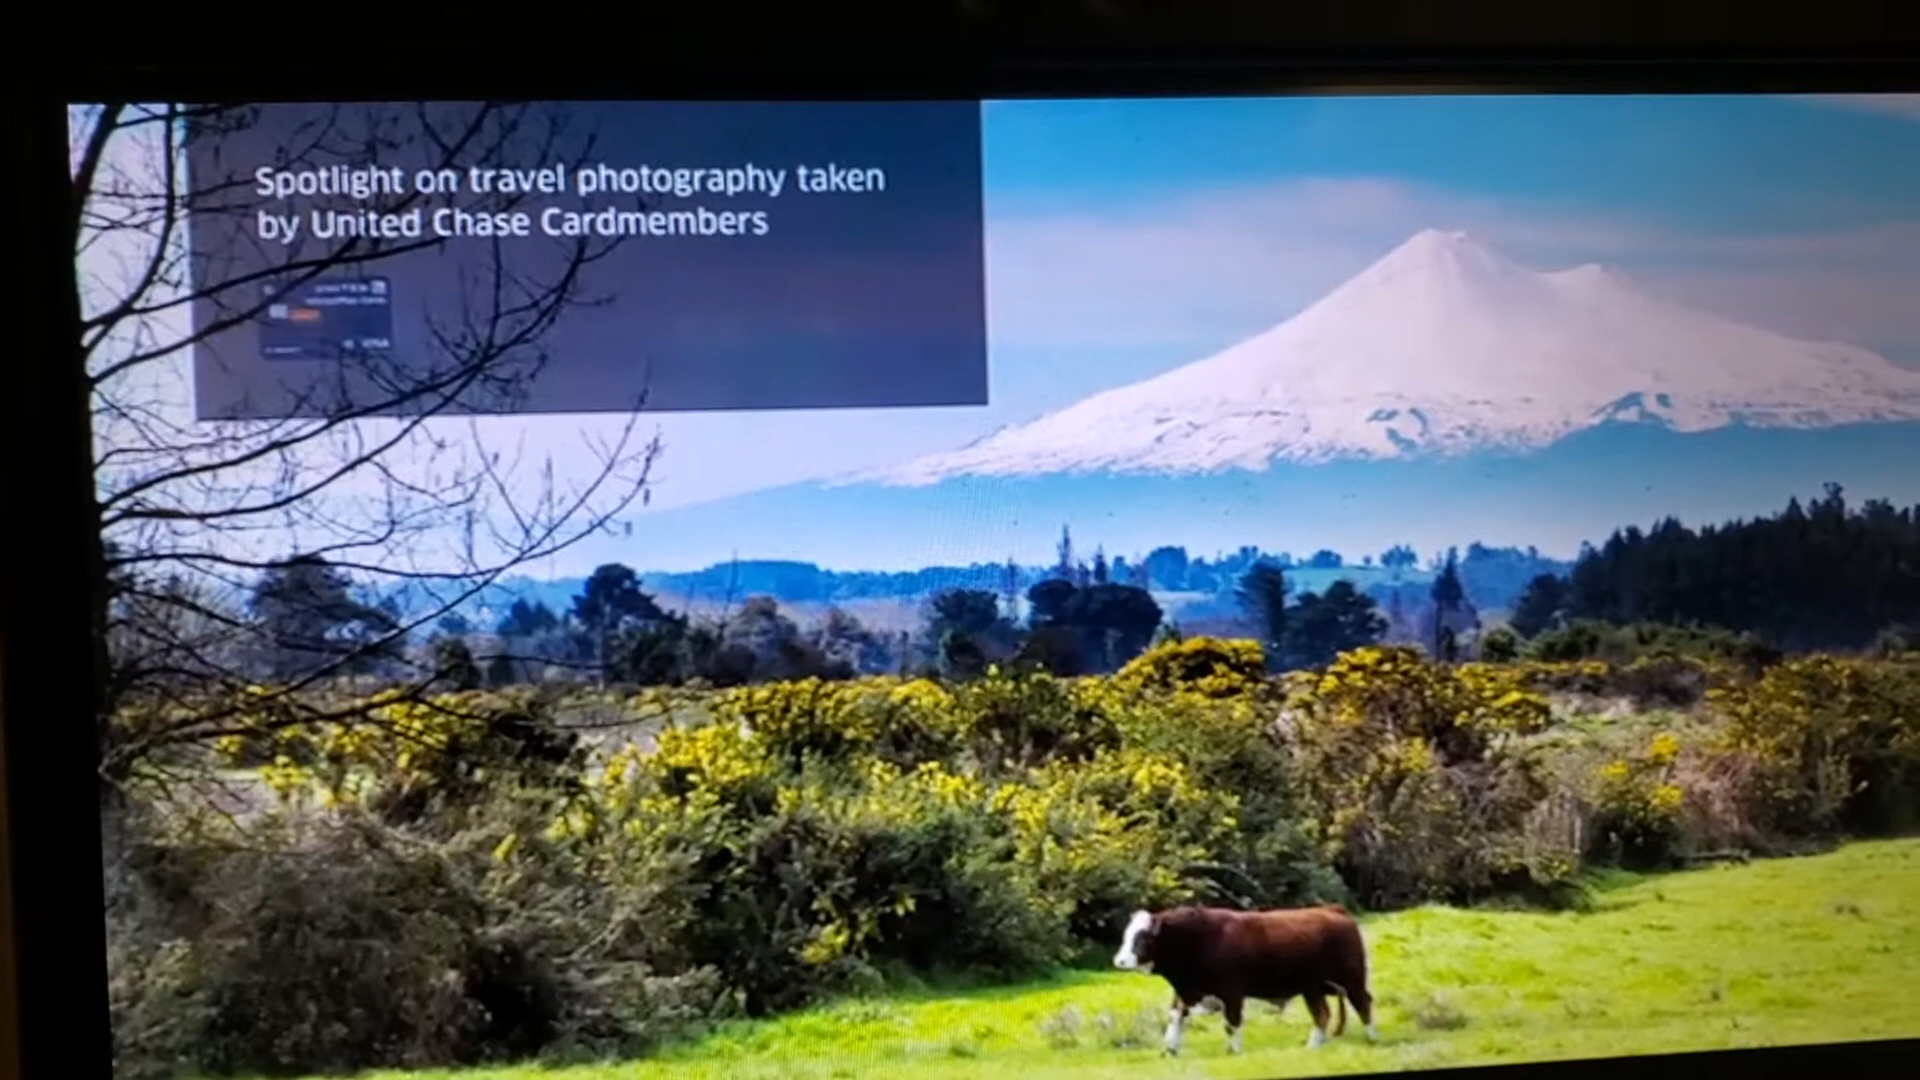 Spotlight on travel photography taken
by United Chase Cardmembers